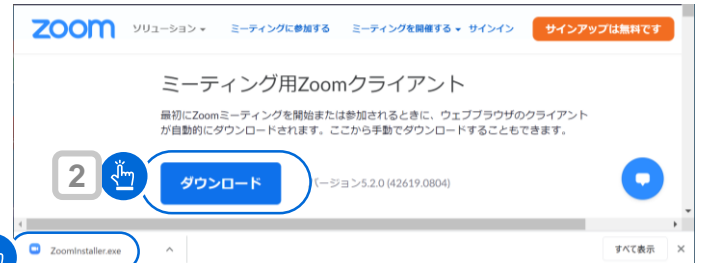 zoom ソリューション ミーティングに参加する ミーティングを開催する サインイン サインアップは無料です
ミーティング用Zoomクライアント
最初にZoomミーティングを開始または参加されるときに、ウェブブラウザのクライアント
が自動的にダウンロードされます。ここから手動でダウンロードすることもできます。
2 ダウンロード バージョン5.2.0 (42619.0804)
ZoomInstaller.exe すべて表示